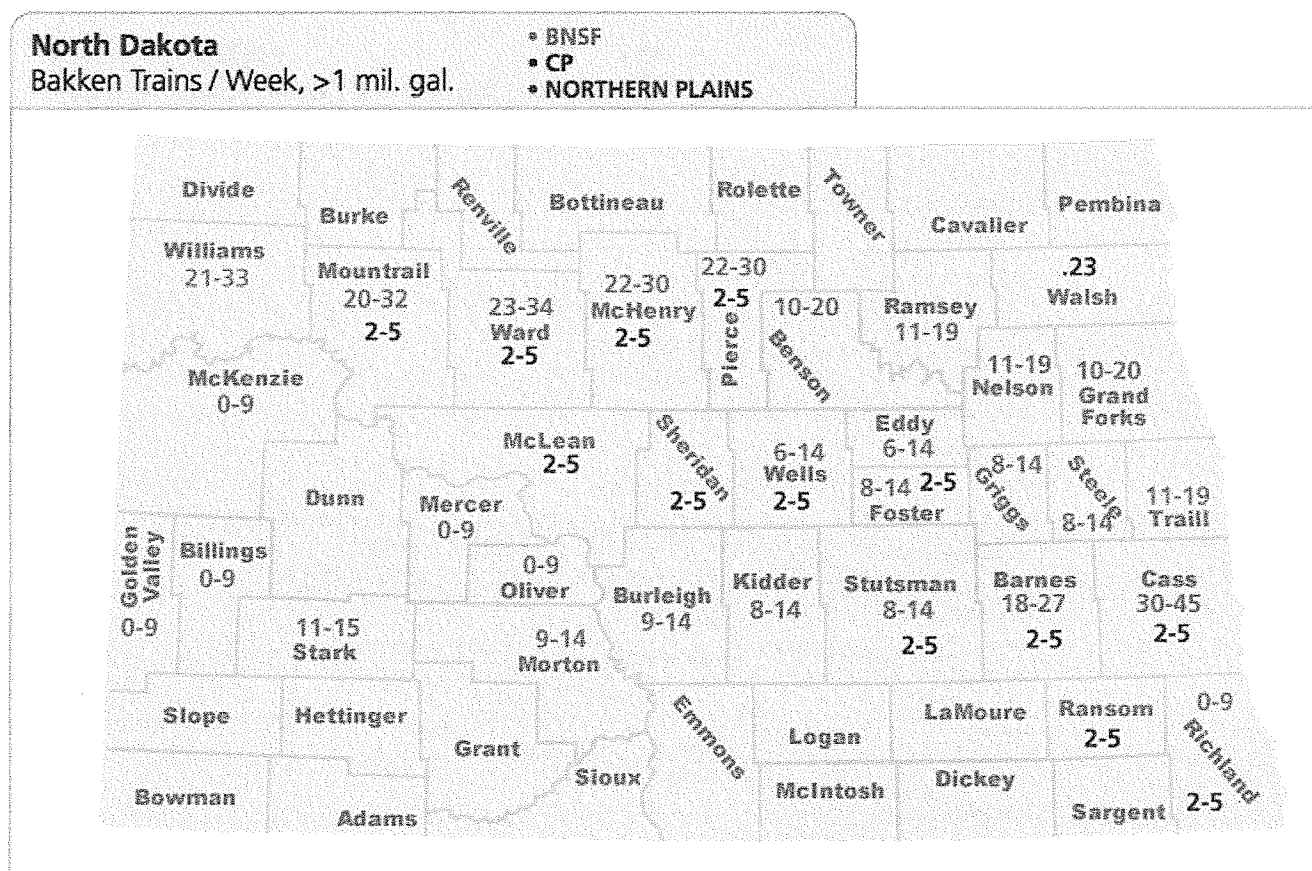 North Dakota
Bakken Trains / Week, >1 mil. gal.
• BNSF
• CP
• NORTHERN PLAINS
Divide
Burke
Renville
Bottineau
Rolette
Towner
Cavalier
Pembina
Williams
21-33
Mountrail
20-32
2-5
23-34
Ward
2-5
22-30
McHenry
2-5
22-30
2-5
Pierce
10-20
Benson
Ramsey
11-19
.23
Walsh
McKenzie
0-9
11-19
Nelson
10-20
Grand
Forks
McLean
2-5
Sheridan
2-5
6-14
Wells
2-5
Eddy
6-14
8-14 2-5
Foster
8-14
Griggs
Steele
8-14
11-19
Traill
Dunn
Mercer
0-9
Golden
Valley
0-9
Billings
0-9
0-9
Oliver
Burleigh
9-14
Kidder
8-14
Stutsman
8-14
2-5
Barnes
18-27
2-5
Cass
30-45
2-5
11-15
Stark
9-14
Morton
Slope
Hettinger
Grant
Sioux
Emmons
Logan
LaMoure
Ransom
2-5
0-9
Richland
2-5
Bowman
Adams
McIntosh
Dickey
Sargent